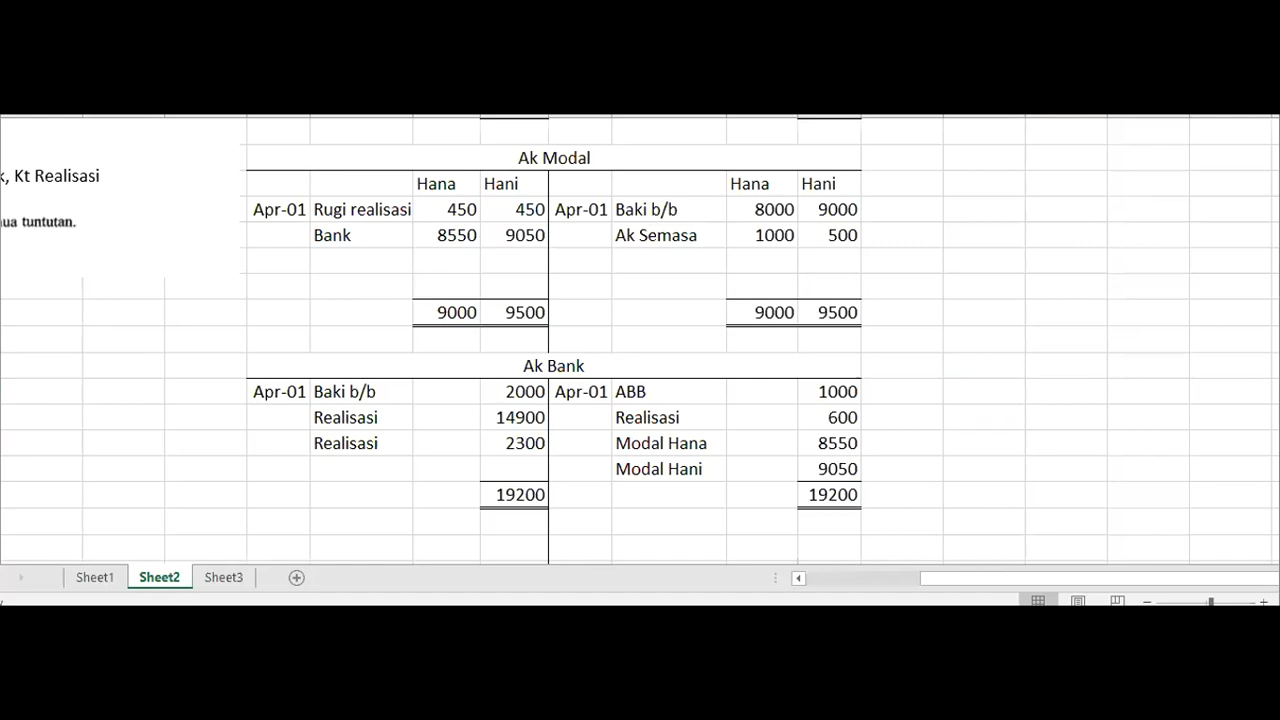 k, Kt Realisasi
ua tuntutan.
Ak Modal
Hana Hani Hana Hani
Apr-01 Rugi realisasi 450 450 Apr-01 Baki b/b 8000 9000
Bank 8550 9050 Ak Semasa 1000 500
9000 9500 9000 9500
Ak Bank
Apr-01 Baki b/b 2000 Apr-01 ABB 1000
Realisasi 14900 Realisasi 600
Realisasi 2300 Modal Hana 8550
Modal Hani 9050
19200 19200
Sheet1 Sheet2 Sheet3